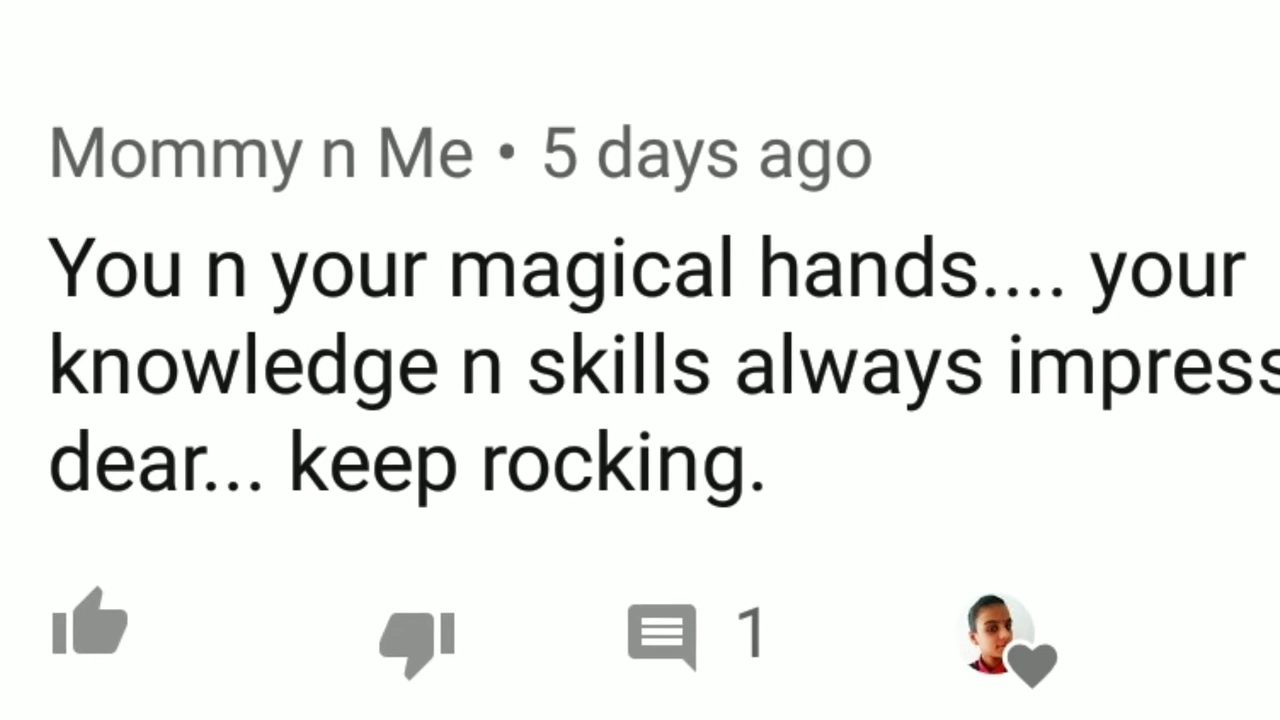 Mommy n Me • 5 days ago
You n your magical hands.... your
knowledge n skills always impress
dear... keep rocking.
1